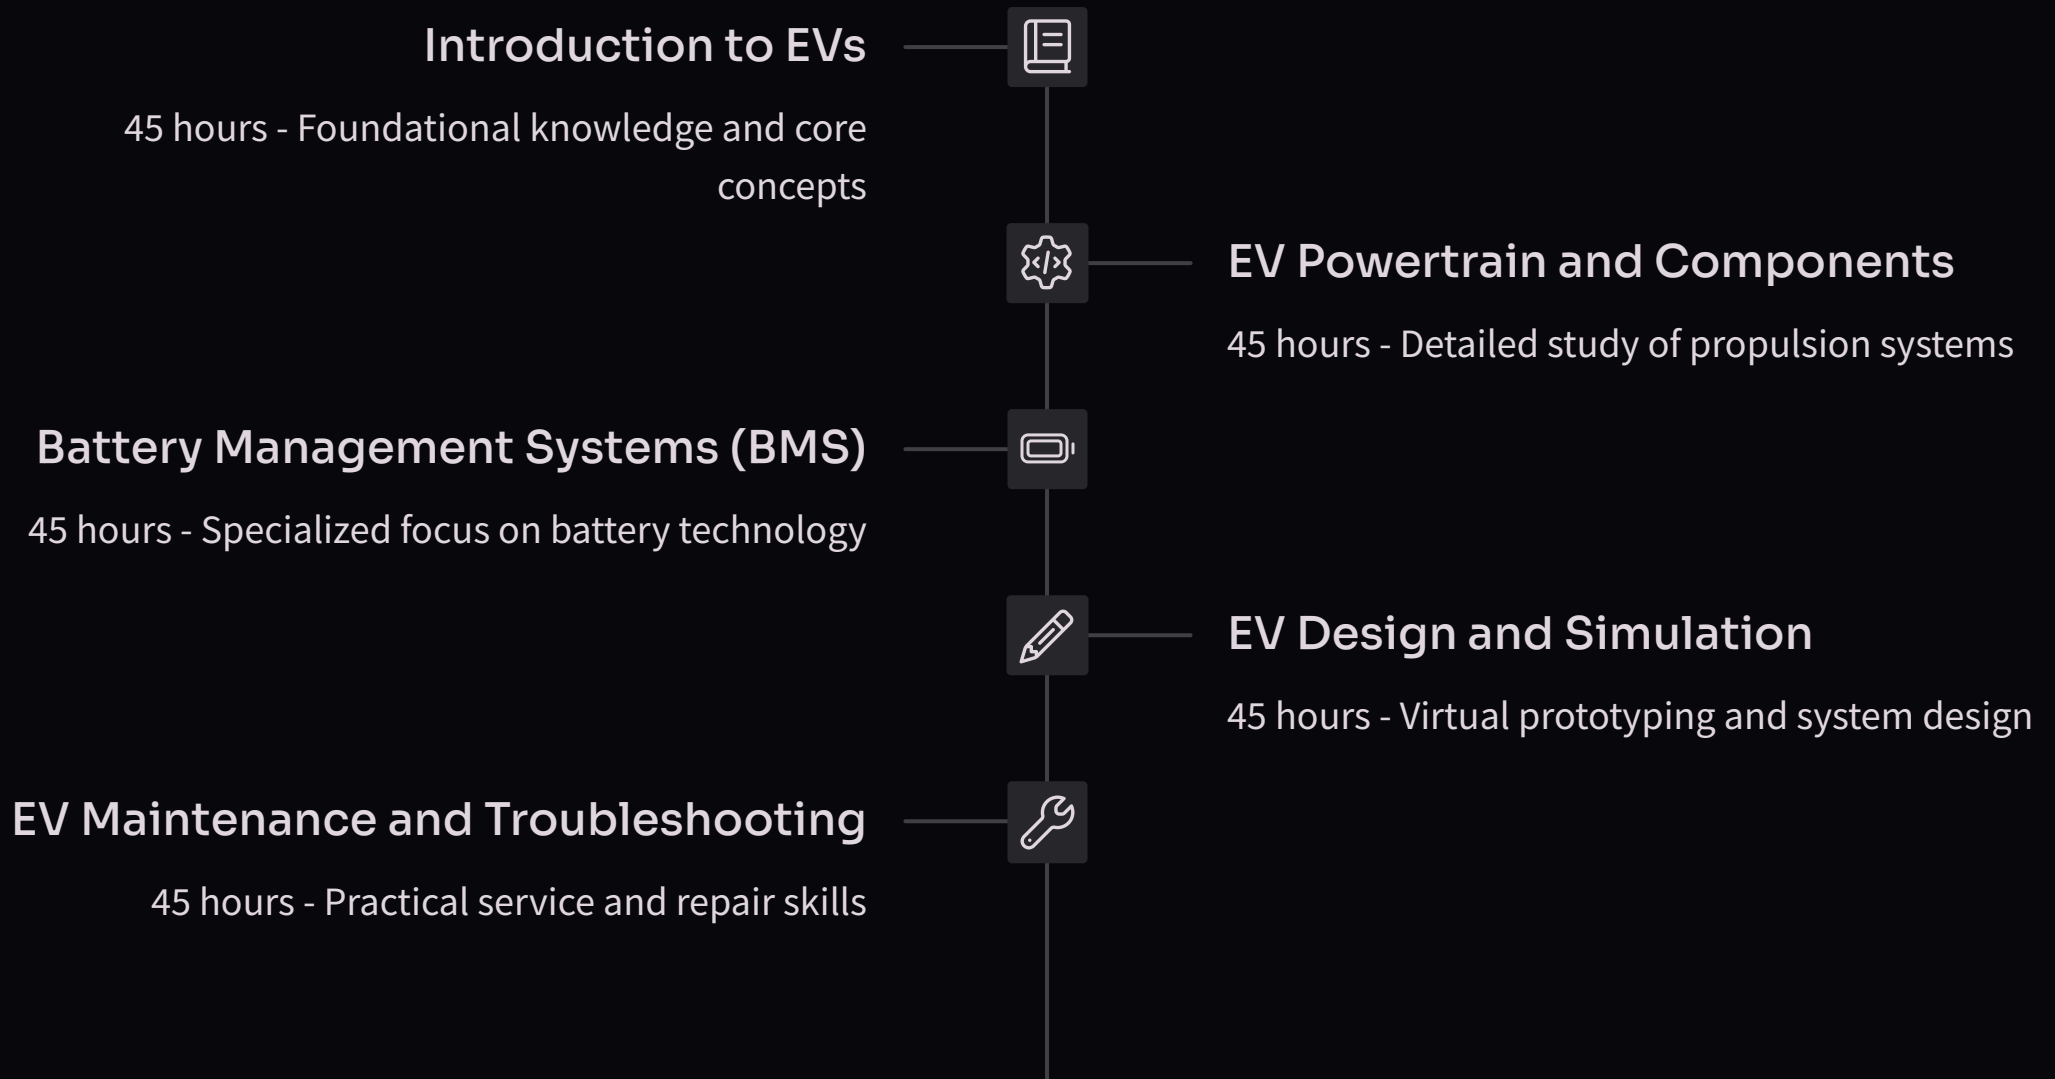 Introduction to EVs
45 hours - Foundational knowledge and core
concepts
EV Powertrain and Components
45 hours - Detailed study of propulsion systems
Battery Management Systems (BMS)
45 hours - Specialized focus on battery technology
EV Design and Simulation
45 hours - Virtual prototyping and system design
EV Maintenance and Troubleshooting
45 hours - Practical service and repair skills